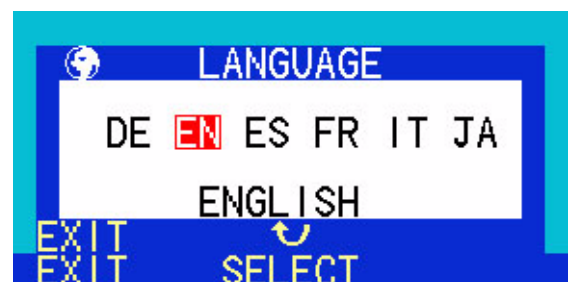 LANGUAGE
DE EN ES FR IT JA
ENGLISH
EXIT
EXIT SELECT